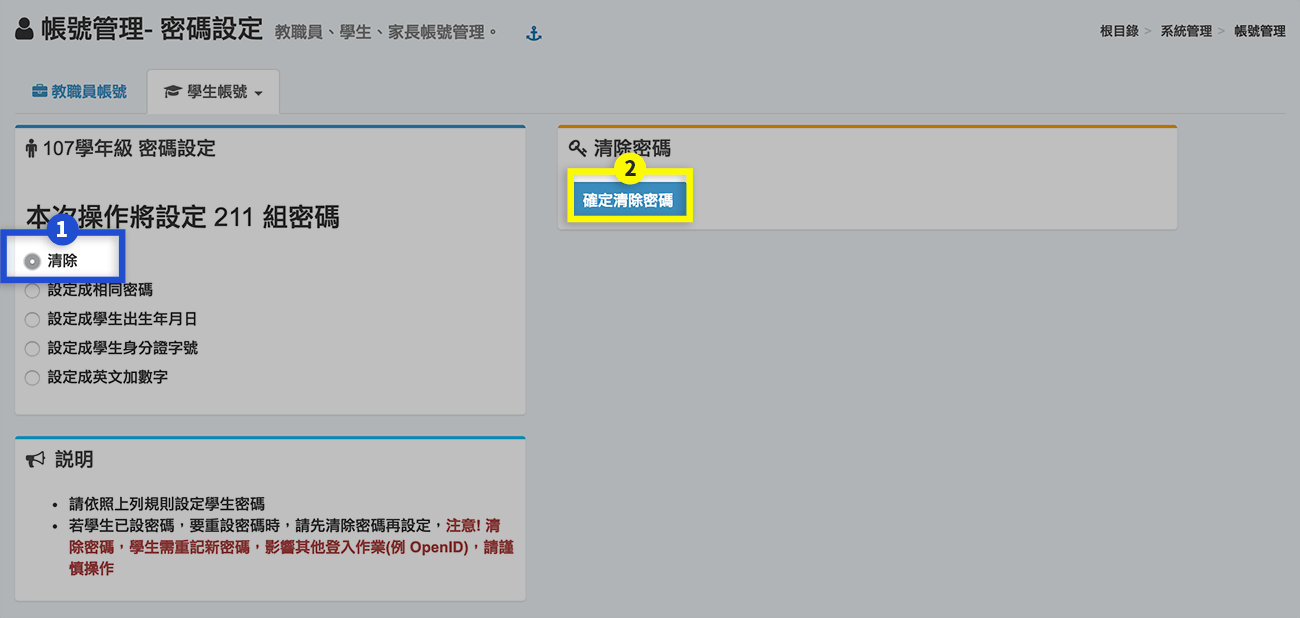 帳號管理- 密碼設定 教職員、學生、家長帳號管理。
根目錄 > 系統管理 > 帳號管理
教職員帳號 學生帳號
107學年級 密碼設定
本次操作將設定 211 組密碼
1
清除
設定成相同密碼
設定成學生出生年月日
設定成學生身分證字號
設定成英文加數字
清除密碼
2
確定清除密碼
說明
• 請依照上列規則設定學生密碼
• 若學生已設密碼，要重設密碼時，請先清除密碼再設定，注意! 清
除密碼，學生需重記新密碼，影響其他登入作業(例 OpenID)，請謹
慎操作